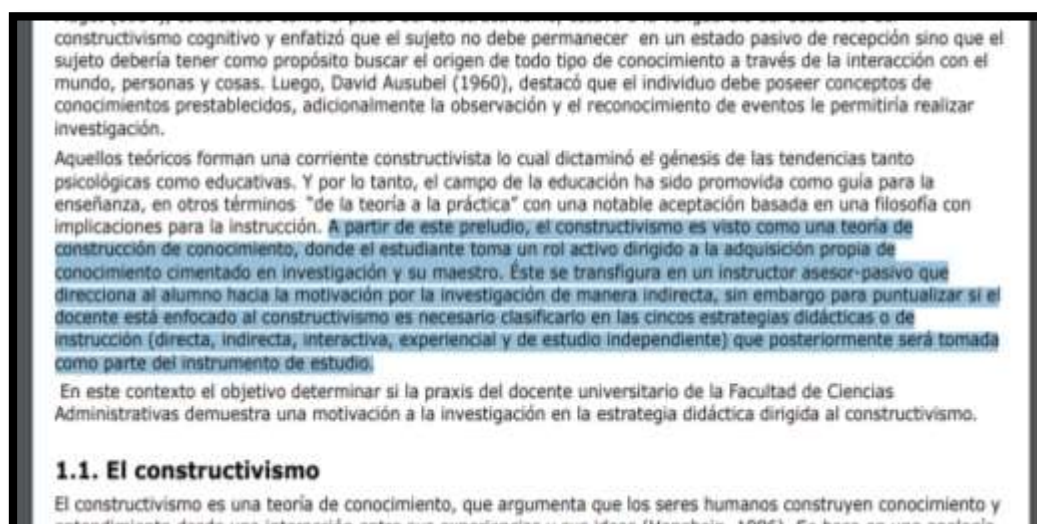 constructivismo cognitivo y enfatizó que el sujeto no debe permanecer en un estado pasivo de recepción sino que el
sujeto debería tener como propósito buscar el origen de todo tipo de conocimiento a través de la interacción con el
mundo, personas y cosas. Luego, David Ausubel (1960), destacó que el individuo debe poseer conceptos de
conocimientos prestablecidos, adicionalmente la observación y el reconocimiento de eventos le permitiría realizar
investigación.
Aquellos teóricos forman una corriente constructivista lo cual dictaminó el génesis de las tendencias tanto
psicológicas como educativas. Y por lo tanto, el campo de la educación ha sido promovida como guía para la
enseñanza, en otros términos "de la teoría a la práctica" con una notable aceptación basada en una filosofía con
implicaciones para la instrucción. A partir de este preludio, el constructivismo es visto como una teoría de
construcción de conocimiento, donde el estudiante toma un rol activo dirigido a la adquisición propia de
conocimiento cimentado en investigación y su maestro. Éste se transfigura en un instructor asesor-pasivo que
direcciona al alumno hacia la motivación por la investigación de manera indirecta, sin embargo para puntualizar si el
docente está enfocado al constructivismo es necesario clasificarlo en las cincos estrategias didácticas o de
instrucción (directa, indirecta, interactiva, experiencial y de estudio independiente) que posteriormente será tomada
como parte del instrumento de estudio.
En este contexto el objetivo determinar si la praxis del docente universitario de la Facultad de Ciencias
Administrativas demuestra una motivación a la investigación en la estrategia didáctica dirigida al constructivismo.
1.1. El constructivismo
El constructivismo es una teoría de conocimiento, que argumenta que los seres humanos construyen conocimiento y